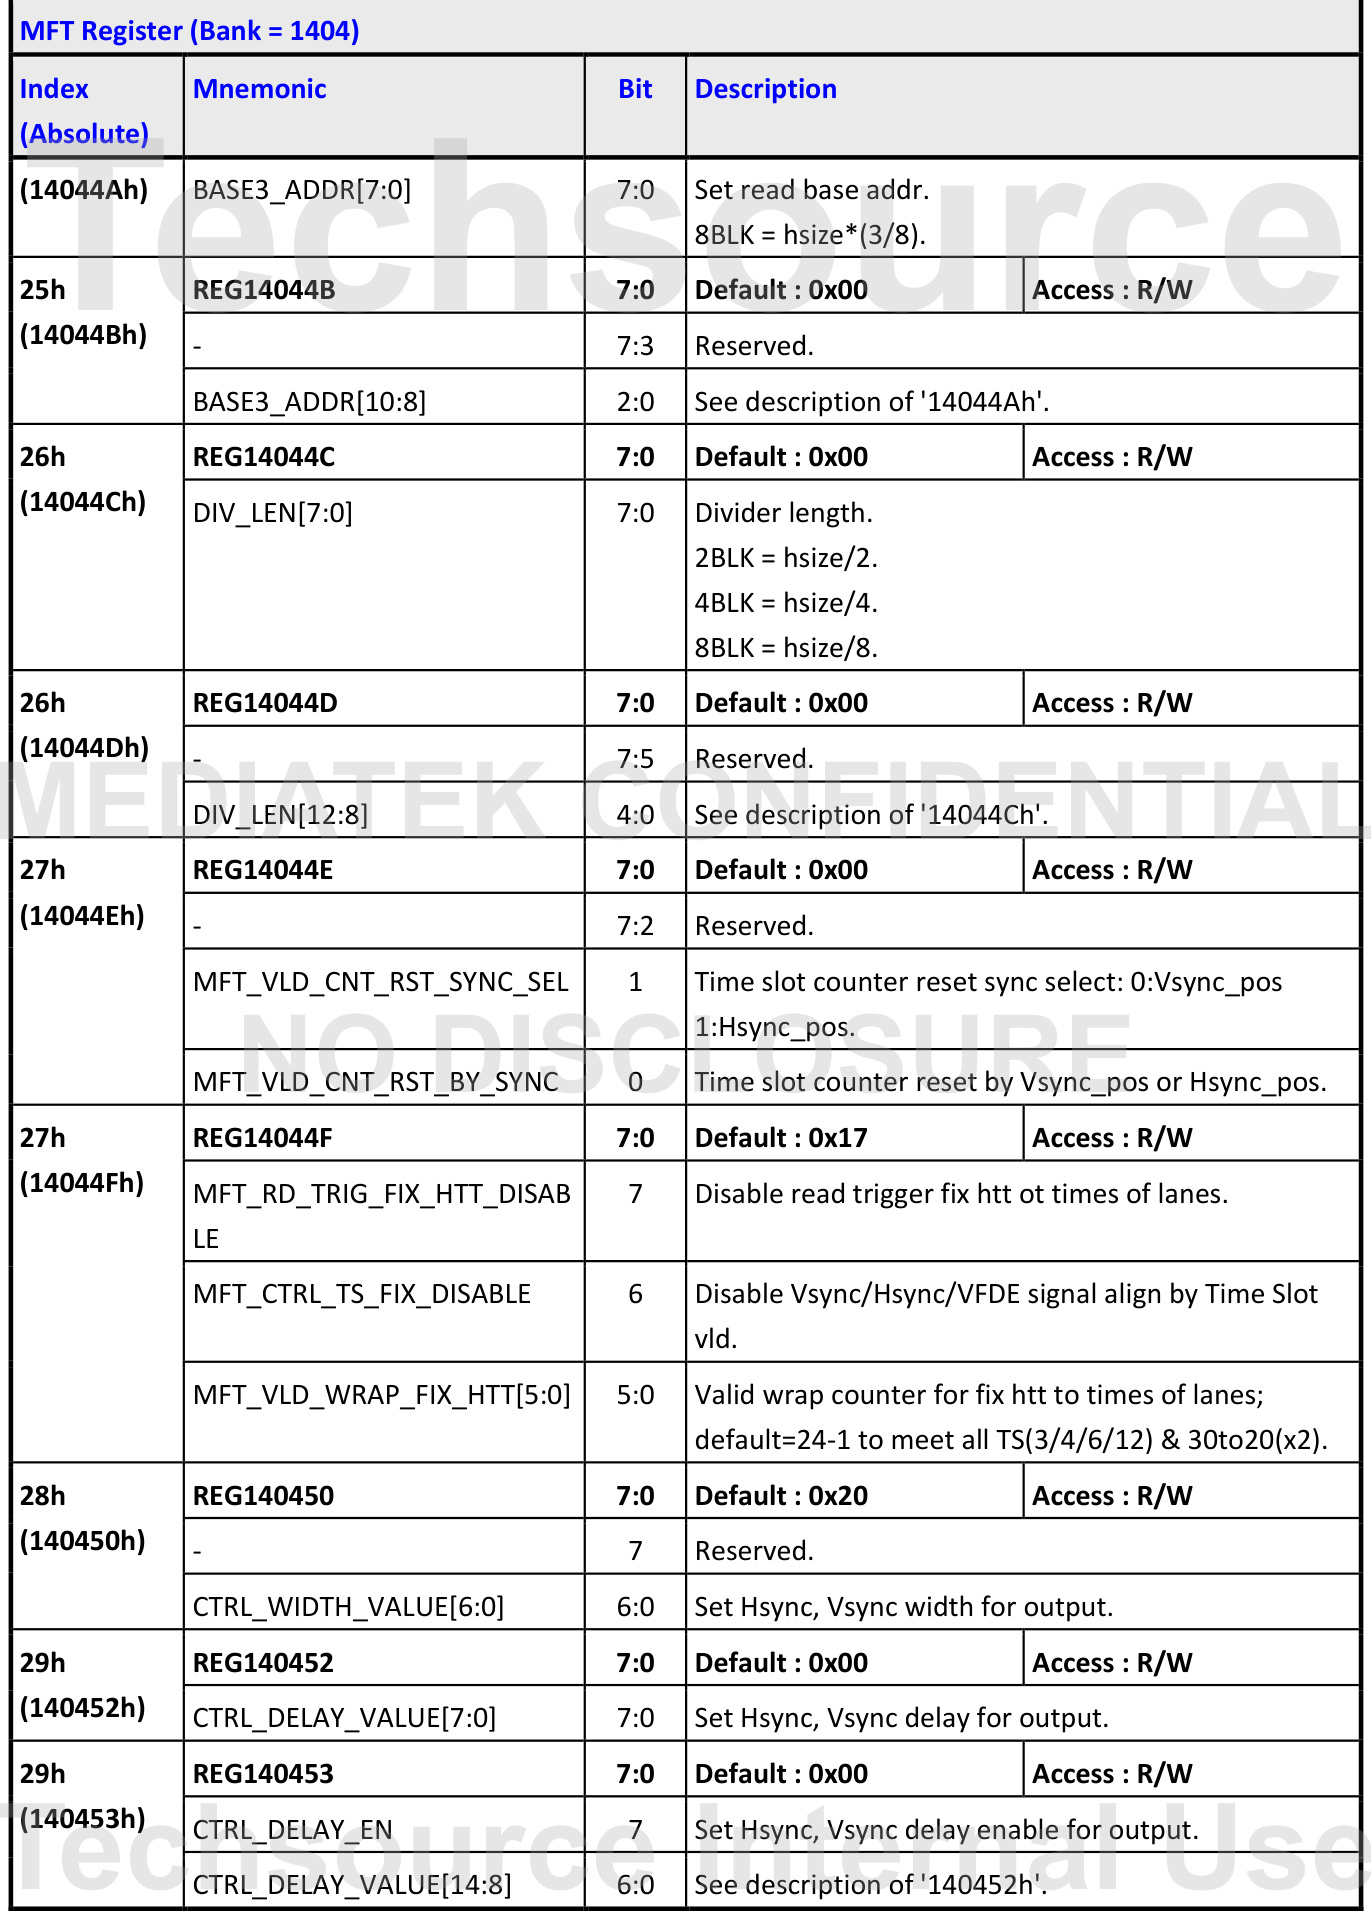 MFT Register (Bank = 1404)
Index
(Absolute)
Mnemonic
Bit
Description
(14044Ah)
BASE3_ADDR[7:0]
7:0
Set read base addr.
8BLK = hsize*(3/8).
25h
(14044Bh)
REG14044B
7:0
Default : 0x00
Access : R/W
-
7:3
Reserved.
BASE3_ADDR[10:8]
2:0
See description of '14044Ah'.
26h
(14044Ch)
REG14044C
7:0
Default : 0x00
Access : R/W
DIV_LEN[7:0]
7:0
Divider length.
2BLK = hsize/2.
4BLK = hsize/4.
8BLK = hsize/8.
26h
(14044Dh)
REG14044D
7:0
Default : 0x00
Access : R/W
-
7:5
Reserved.
DIV_LEN[12:8]
4:0
See description of '14044Ch'.
27h
(14044Eh)
REG14044E
7:0
Default : 0x00
Access : R/W
-
7:2
Reserved.
MFT_VLD_CNT_RST_SYNC_SEL
1
Time slot counter reset sync select: 0:Vsync_pos
1:Hsync_pos.
MFT_VLD_CNT_RST_BY_SYNC
0
Time slot counter reset by Vsync_pos or Hsync_pos.
27h
(14044Fh)
REG14044F
7:0
Default : 0x17
Access : R/W
MFT_RD_TRIG_FIX_HTT_DISAB
LE
7
Disable read trigger fix htt ot times of lanes.
MFT_CTRL_TS_FIX_DISABLE
6
Disable Vsync/Hsync/VFDE signal align by Time Slot
vld.
MFT_VLD_WRAP_FIX_HTT[5:0]
5:0
Valid wrap counter for fix htt to times of lanes;
default=24-1 to meet all TS(3/4/6/12) & 30to20(x2).
28h
(140450h)
REG140450
7:0
Default : 0x20
Access : R/W
-
7
Reserved.
CTRL_WIDTH_VALUE[6:0]
6:0
Set Hsync, Vsync width for output.
29h
(140452h)
REG140452
7:0
Default : 0x00
Access : R/W
CTRL_DELAY_VALUE[7:0]
7:0
Set Hsync, Vsync delay for output.
29h
(140453h)
REG140453
7:0
Default : 0x00
Access : R/W
CTRL_DELAY_EN
7
Set Hsync, Vsync delay enable for output.
CTRL_DELAY_VALUE[14:8]
6:0
See description of '140452h'.
Techsource
MEDIATEK CONFIDENTIAL
NO DISCLOSURE
Techsource Internal Use